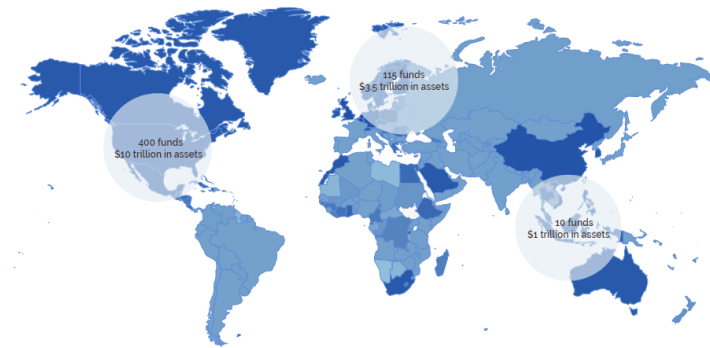 115 funds
$3.5 trillion in assets
400 funds
$10 trillion in assets
10 funds
$1 trillion in assets